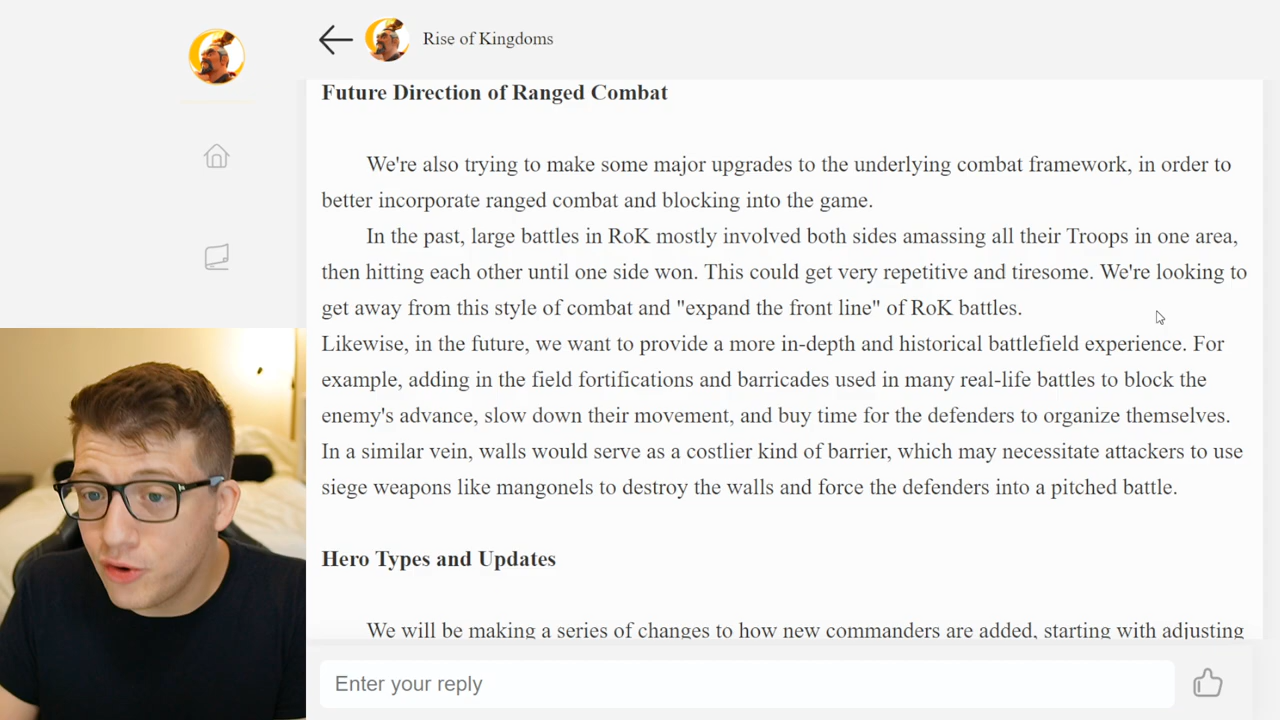 Rise of Kingdoms
Future Direction of Ranged Combat
We're also trying to make some major upgrades to the underlying combat framework, in order to
better incorporate ranged combat and blocking into the game.
In the past, large battles in RoK mostly involved both sides amassing all their Troops in one area,
then hitting each other until one side won. This could get very repetitive and tiresome. We're looking to
get away from this style of combat and "expand the front line" of RoK battles.
Likewise, in the future, we want to provide a more in-depth and historical battlefield experience. For
example, adding in the field fortifications and barricades used in many real-life battles to block the
enemy's advance, slow down their movement, and buy time for the defenders to organize themselves.
In a similar vein, walls would serve as a costlier kind of barrier, which may necessitate attackers to use
siege weapons like mangonels to destroy the walls and force the defenders into a pitched battle.
Hero Types and Updates
We will be making a series of changes to how new commanders are added, starting with adjusting
Enter your reply